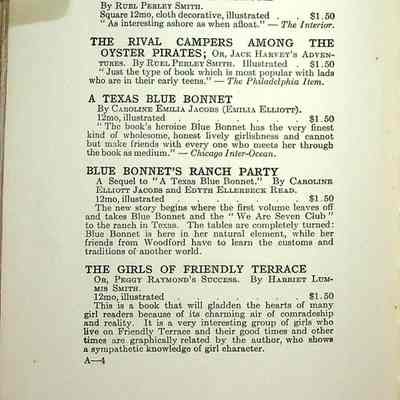 By Ruel Perley Smith.
Square 12mo, cloth decorative, illustrated . $1.50
" As interesting ashore as when afloat." — The Interior.
THE RIVAL CAMPERS AMONG THE
OYSTER PIRATES; Or, Jack Harvey's Adven-
tures. By Ruel Perley Smith. Illustrated . $1.50
" Just the type of book which is most popular with lads
who are in their early teens." — The Philadelphia Item.
A TEXAS BLUE BONNET
By Caroline Emilia Jacobs (Emilia Elliott).
12mo, illustrated . . . . . . . $1.50
" The book's heroine Blue Bonnet has the very finest
kind of wholesome, honest lively girlishness and cannot
but make friends with every one who meets her through
the book as medium." — Chicago Inter-Ocean.
BLUE BONNET'S RANCH PARTY
A Sequel to " A Texas Blue Bonnet." By Caroline
Elliott Jacobs and Edyth Ellerbeck Read.
12mo, illustrated . . . . . . . $1.50
The new story begins where the first volume leaves off
and takes Blue Bonnet and the " We Are Seven Club "
to the ranch in Texas. The tables are completely turned:
Blue Bonnet is here in her natural element, while her
friends from Woodford have to learn the customs and
traditions of another world.
THE GIRLS OF FRIENDLY TERRACE
Or, Peggy Raymond's Success. By Harriet Lum-
mis Smith.
12mo, illustrated . . . . . . . $1.50
This is a book that will gladden the hearts of many
girl readers because of its charming air of comradeship
and reality. It is a very interesting group of girls who
live on Friendly Terrace and their good times and other
times are graphically related by the author, who shows
a sympathetic knowledge of girl character.
A—4